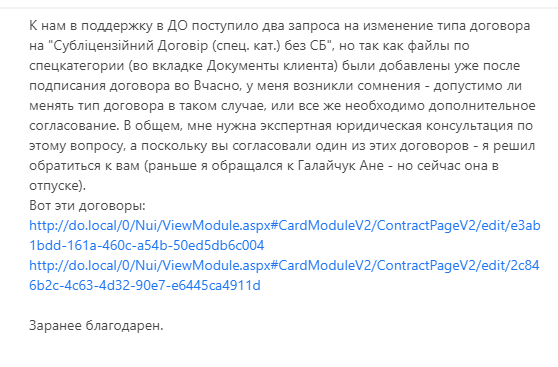 К нам в поддержку в ДО поступило два запроса на изменение типа договора
на "Субліцензійний Договір (спец. кат.) без СБ", но так как файлы по
спецкатегории (во вкладке Документы клиента) были добавлены уже после
подписания договора во Вчасно, у меня возникли сомнения - допустимо ли
менять тип договора в таком случае, или все же необходимо дополнительное
согласование. В общем, мне нужна экспертная юридическая консультация по
этому вопросу, а поскольку вы согласовали один из этих договоров - я решил
обратиться к вам (раньше я обращался к Галайчук Ане - но сейчас она в
отпуске).
Вот эти договоры:
http://do.local/0/Nui/ViewModule.aspx#CardModuleV2/ContractPageV2/edit/e3ab
1bdd-161a-460c-a54b-50ed5db6c004
http://do.local/0/Nui/ViewModule.aspx#CardModuleV2/ContractPageV2/edit/2c84
6b2c-4c63-4d32-90e7-e6445ca4911d
Заранее благодарен.